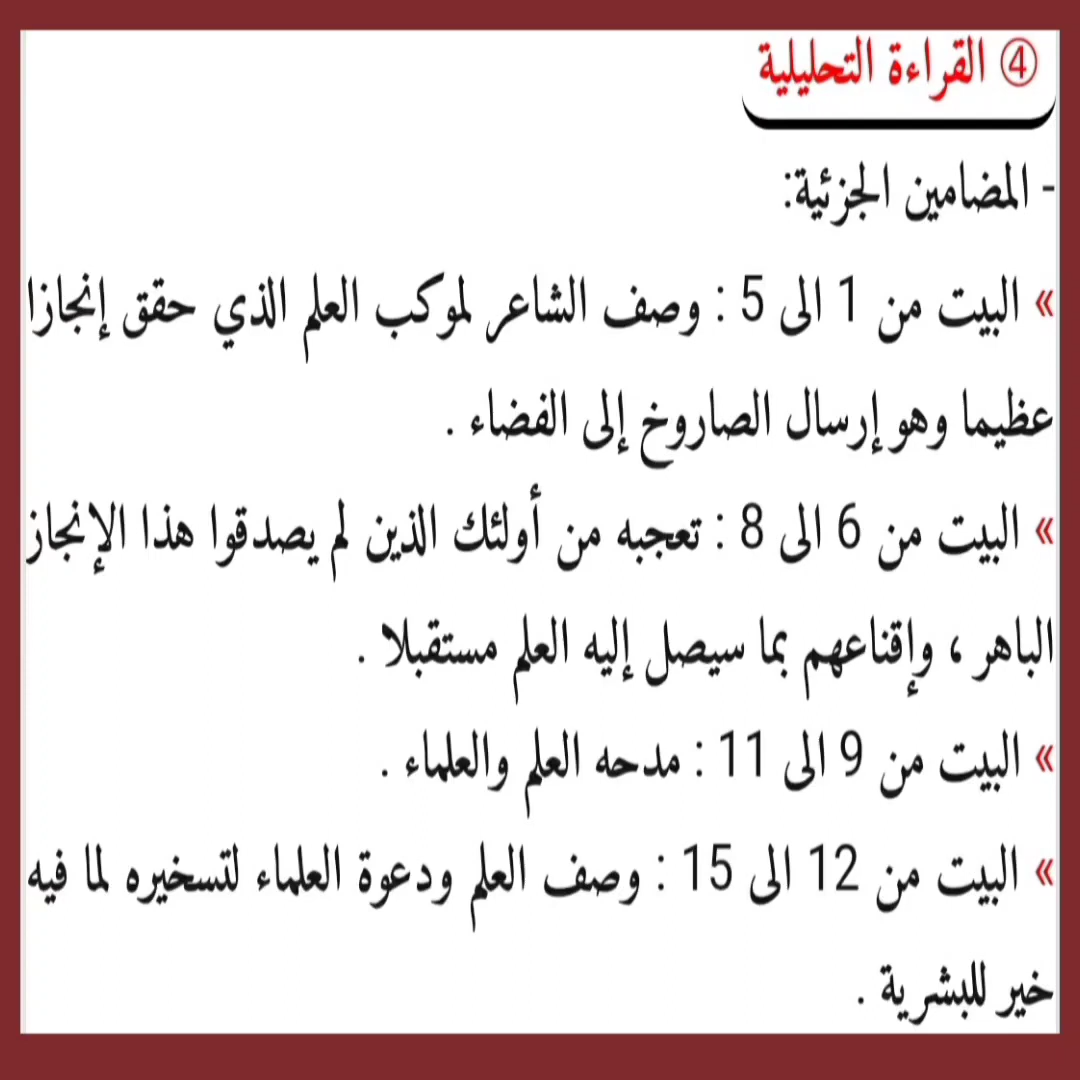 ④ القراءة التحليلية
- المضامين الجزئية:
» البيت من 1 الى 5 : وصف الشاعر لموكب العلم الذي حقق إنجازا
عظيما وهو إرسال الصاروخ إلى الفضاء .
» البيت من 6 الى 8 : تعجبه من أولئك الذين لم يصدقوا هذا الإنجاز
الباهر ، وإقناعهم بما سيصل إليه العلم مستقبلا .
» البيت من 9 الى 11 : مدحه العلم والعلماء .
» البيت من 12 الى 15 : وصف العلم ودعوة العلماء لتسخيره لما فيه
خير للبشرية .